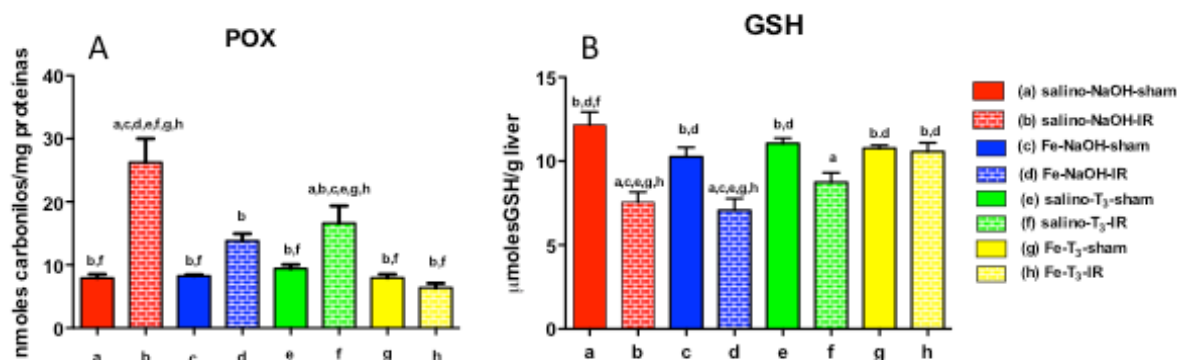 A
POX
nmoles carbonilos/mg proteinas
40
30
20
10
0
b,f
a,c,d,e,f,g,h
b,f
b
b,f
a,b,c,e,g,h
b,f
b,f
a b c d e f g h
B
GSH
µmolesGSH/g liver
15
10
5
0
b,d,f
a,c,e,g,h
b,d
a,c,e,g,h
b,d
a
b,d
b,d
a b c d e f g h
(a) salino-NaOH-sham
(b) salino-NaOH-IR
(c) Fe-NaOH-sham
(d) Fe-NaOH-IR
(e) salino-T₃-sham
(f) salino-T₃-IR
(g) Fe-T₃-sham
(h) Fe-T₃-IR